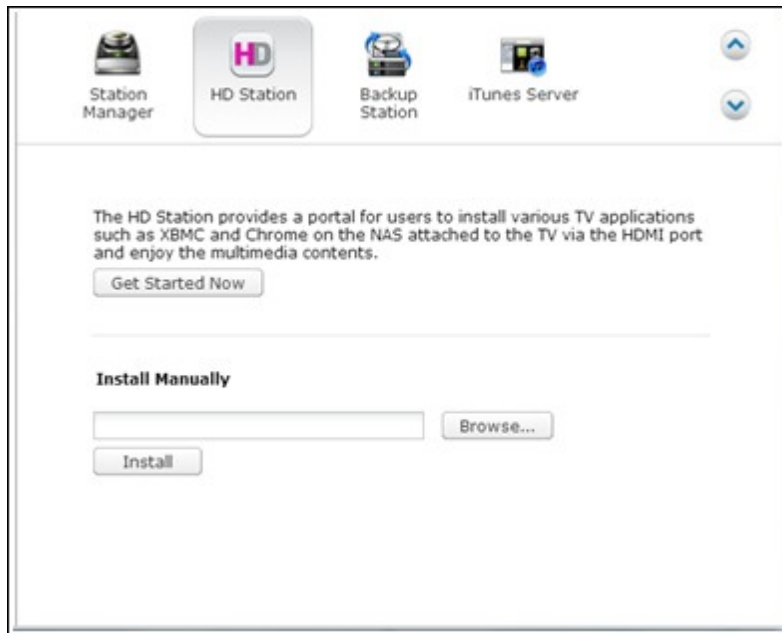 Station
Manager
HD
HD Station
Backup
Station
iTunes Server
The HD Station provides a portal for users to install various TV applications
such as XBMC and Chrome on the NAS attached to the TV via the HDMI port
and enjoy the multimedia contents.
Get Started Now
Install Manually
Browse...
Install